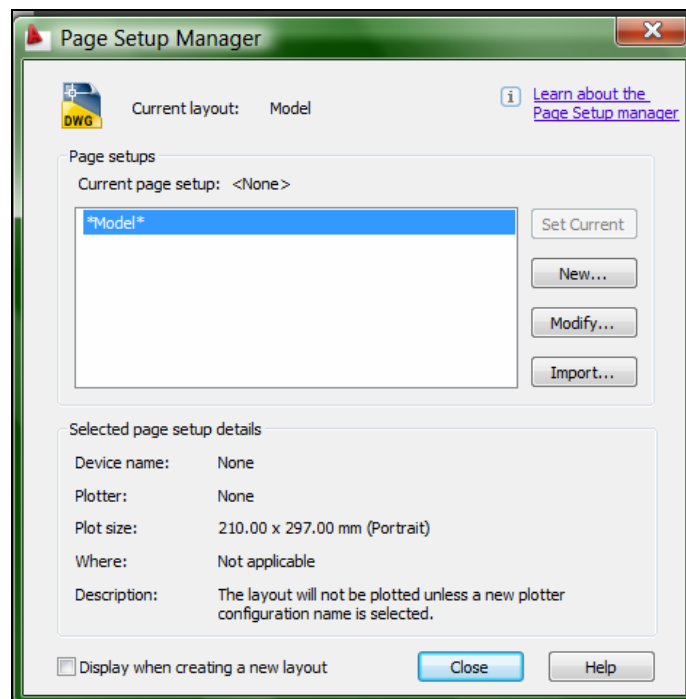 Page Setup Manager
DWG
Current layout: Model
i
Learn about the
Page Setup manager
Page setups
Current page setup: <None>
*Model*
Set Current
New...
Modify...
Import...
Selected page setup details
Device name: None
Plotter: None
Plot size: 210.00 x 297.00 mm (Portrait)
Where: Not applicable
Description: The layout will not be plotted unless a new plotter
configuration name is selected.
Display when creating a new layout
Close
Help